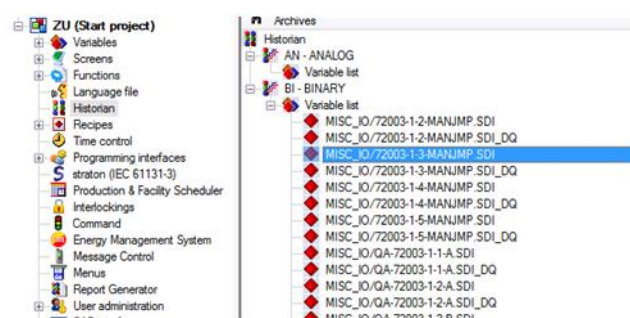 ZU (Start project)
Variables
Screens
Functions
Language file
Historian
Recipes
Time control
Programming interfaces
straton (IEC 61131-3)
Production & Facility Scheduler
Interlockings
Command
Energy Management System
Message Control
Menus
Report Generator
User administration
Archives
Historian
AN - ANALOG
Variable list
BI - BINARY
Variable list
MISC_IO/72003-1-2-MANJMP.SDI
MISC_IO/72003-1-2-MANJMP.SDI_DQ
MISC_IO/72003-1-3-MANJMP.SDI
MISC_IO/72003-1-3-MANJMP.SDI_DQ
MISC_IO/72003-1-4-MANJMP.SDI
MISC_IO/72003-1-4-MANJMP.SDI_DQ
MISC_IO/72003-1-5-MANJMP.SDI
MISC_IO/72003-1-5-MANJMP.SDI_DQ
MISC_IO/QA-72003-1-1-A.SDI
MISC_IO/QA-72003-1-1-A.SDI_DQ
MISC_IO/QA-72003-1-2-A.SDI
MISC_IO/QA-72003-1-2-A.SDI_DQ